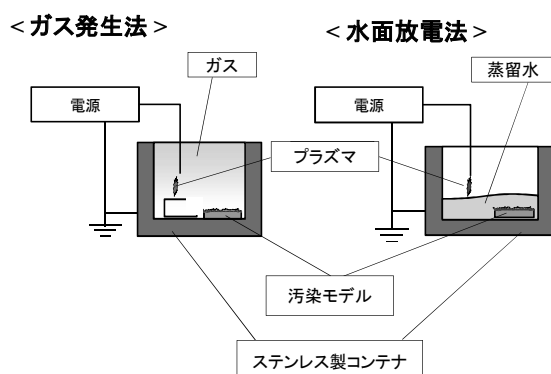 <ガス発生法>
<水面放電法>
ガス
蒸留水
電源
電源
プラズマ
汚染モデル
ステンレス製コンテナ